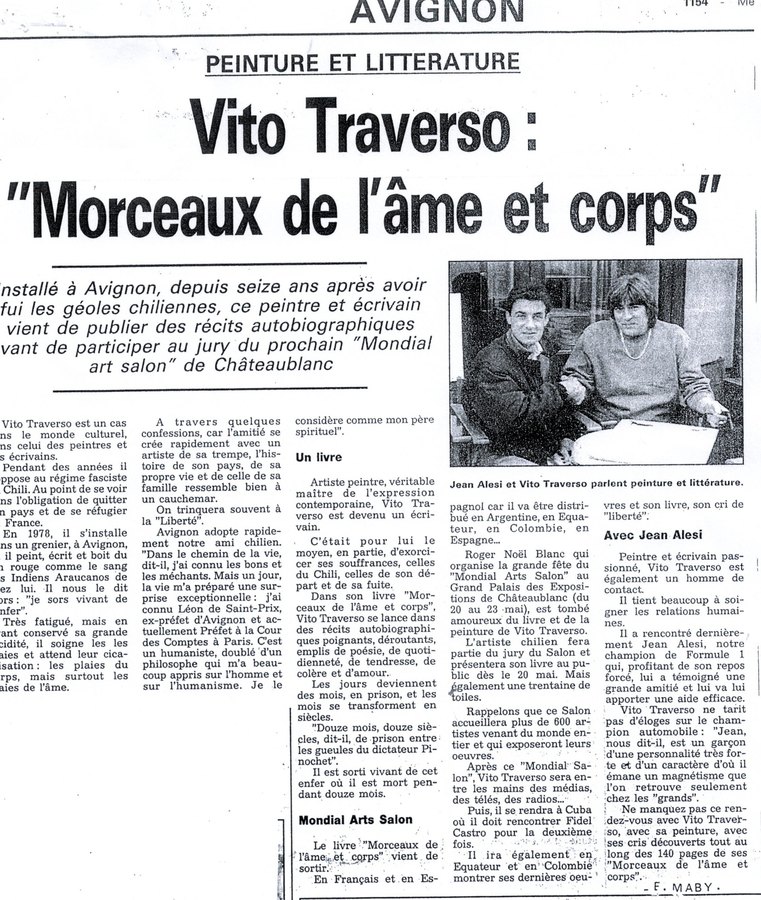 AVIGNON
1154 -
PEINTURE ET LITTERATURE
Vito Traverso :
"Morceaux de l'âme et corps"
nstallé à Avignon, depuis seize ans après avoir
fui les géoles chiliennes, ce peintre et écrivain
vient de publier des récits autobiographiques
vant de participer au jury du prochain "Mondial
art salon" de Châteaublanc
Jean Alesi et Vito Traverso parlent peinture et littérature.
Vito Traverso est un cas
ns le monde culturel,
ns celui des peintres et
s écrivains.
Pendant des années il
ppose au régime fasciste
Chili. Au point de se voir
ns l'obligation de quitter
n pays et de se réfugier
France.
En 1978, il s'installe
ns un grenier, à Avignon,
il peint, écrit et boit du
n rouge comme le sang
s Indiens Araucanos de
ez lui. Il nous le dit
ors : "je sors vivant de
nfer".
Très fatigué, mais en
ant conservé sa grande
cidité, il soigne les les
aies et attend leur cica-
isation : les plaies du
rps, mais surtout les
aies de l'âme.
A travers quelques
confessions, car l'amitié se
crée rapidement avec un
artiste de sa trempe, l'his-
toire de son pays, de sa
propre vie et de celle de sa
famille ressemble bien à
un cauchemar.
On trinquera souvent à
la "Liberté".
Avignon adopte rapide-
ment notre ami chilien.
"Dans le chemin de la vie,
dit-il, j'ai connu les bons et
les méchants. Mais un jour,
la vie m'a préparé une sur-
prise exceptionnelle : j'ai
connu Léon de Saint-Prix,
ex-préfet d'Avignon et ac-
tuellement Préfet à la Cour
des Comptes à Paris. C'est
un humaniste, doublé d'un
philosophe qui m'a beau-
coup appris sur l'homme et
sur l'humanisme. Je le
considère comme mon père
spirituel".
Un livre
Artiste peintre, véritable
maître de l'expression
contemporaine, Vito Tra-
verso est devenu un écri-
vain.
C'était pour lui le
moyen, en partie, d'exorci-
ser ses souffrances, celles
du Chili, celles de son dé-
part et de sa fuite.
Dans son livre "Mor-
ceaux de l'âme et corps",
Vito Traverso se lance dans
des récits autobiographi-
ques poignants, déroutants,
emplis de poésie, de quoti-
dienneté, de tendresse, de
colère et d'amour.
Les jours deviennent
des mois, en prison, et les
mois se transforment en
siècles.
"Douze mois, douze siè-
cles, dit-il, de prison entre
les gueules du dictateur Pi-
nochet".
Il est sorti vivant de cet
enfer où il est mort pen-
dant douze mois.
Mondial Arts Salon
Le livre "Morceaux de
l'âme et corps" vient de
sortir.
En Français et en Es-
pagnol car il va être distri-
bué en Argentine, en Equa-
teur, en Colombie, en
Espagne...
Roger Noël Blanc qui
organise la grande fête du
"Mondial Arts Salon" au
Grand Palais des Exposi-
tions de Châteaublanc (du
20 au 23 mai), est tombé
amoureux du livre et de la
peinture de Vito Traverso.
L'artiste chilien fera
partie du jury du Salon et
présentera son livre au pu-
blic dès le 20 mai. Mais
également une trentaine de
toiles.
Rappelons que ce Salon
accueillera plus de 600 ar-
tistes venant du monde en-
tier et qui exposeront leurs
oeuvres.
Après ce "Mondial Sa-
lon", Vito Traverso sera en-
tre les mains des médias,
des télés, des radios...
Puis, il se rendra à Cuba
où il doit rencontrer Fidel
Castro pour la deuxième
fois.
Il ira également en
Equateur et en Colombie
montrer ses dernières oeu-
vres et son livre, son cri de
"liberté".
Avec Jean Alesi
Peintre et écrivain pas-
sionné, Vito Traverso est
également un homme de
contact.
Il tient beaucoup à soi-
gner les relations humai-
nes.
Il a rencontré dernière-
ment Jean Alesi, notre
champion de Formule 1
qui, profitant de son repos
forcé, lui a témoigné une
grande amitié et lui va lui
apporter une aide efficace.
Vito Traverso ne tarit
pas d'éloges sur le cham-
pion automobile : "Jean,
nous dit-il, est un garçon
d'une personnalité très for-
te et d'un caractère d'où il
émane un magnétisme que
l'on retrouve seulement
chez les "grands".
Ne manquez pas ce ren-
dez-vous avec Vito Traver-
so, avec sa peinture, avec
ses cris découverts tout au
long des 140 pages de ses
"Morceaux de l'âme et
corps".
- F. MABY.